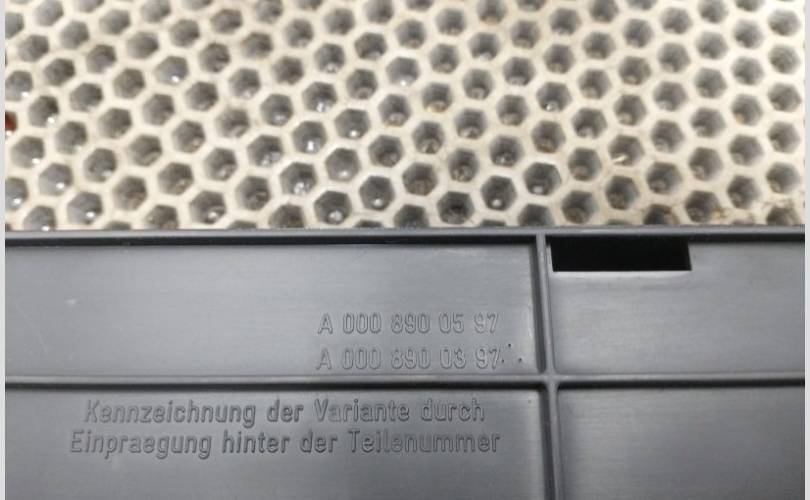 A 000 890 05 97
A 000 890 03 97
Kennzeichnung der Variante durch
Einpraegung hinter der Teilenummer